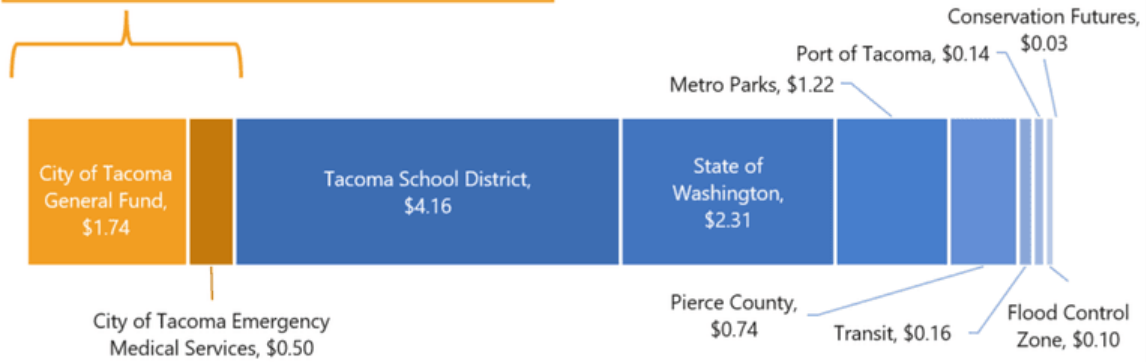 Conservation Futures,
$0.03
Port of Tacoma, $0.14
Metro Parks, $1.22
City of Tacoma
General Fund,
$1.74
Tacoma School District,
$4.16
State of
Washington,
$2.31
City of Tacoma Emergency
Medical Services, $0.50
Pierce County,
$0.74
Transit, $0.16
Flood Control
Zone, $0.10